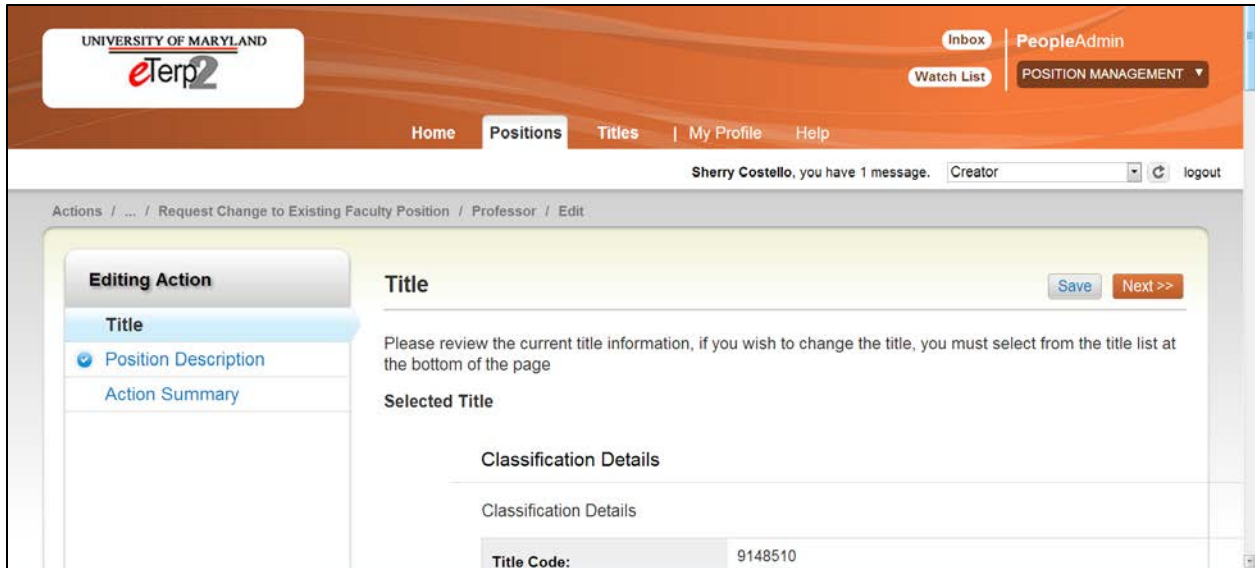 UNIVERSITY OF MARYLAND
eTerp2
Inbox
PeopleAdmin
Watch List
POSITION MANAGEMENT
Home Positions Titles | My Profile Help
Sherry Costello, you have 1 message. Creator logout
Actions / ... / Request Change to Existing Faculty Position / Professor / Edit
Editing Action
Title
Position Description
Action Summary
Title
Save Next >>
Please review the current title information, if you wish to change the title, you must select from the title list at
the bottom of the page
Selected Title
Classification Details
Classification Details
Title Code: 9148510